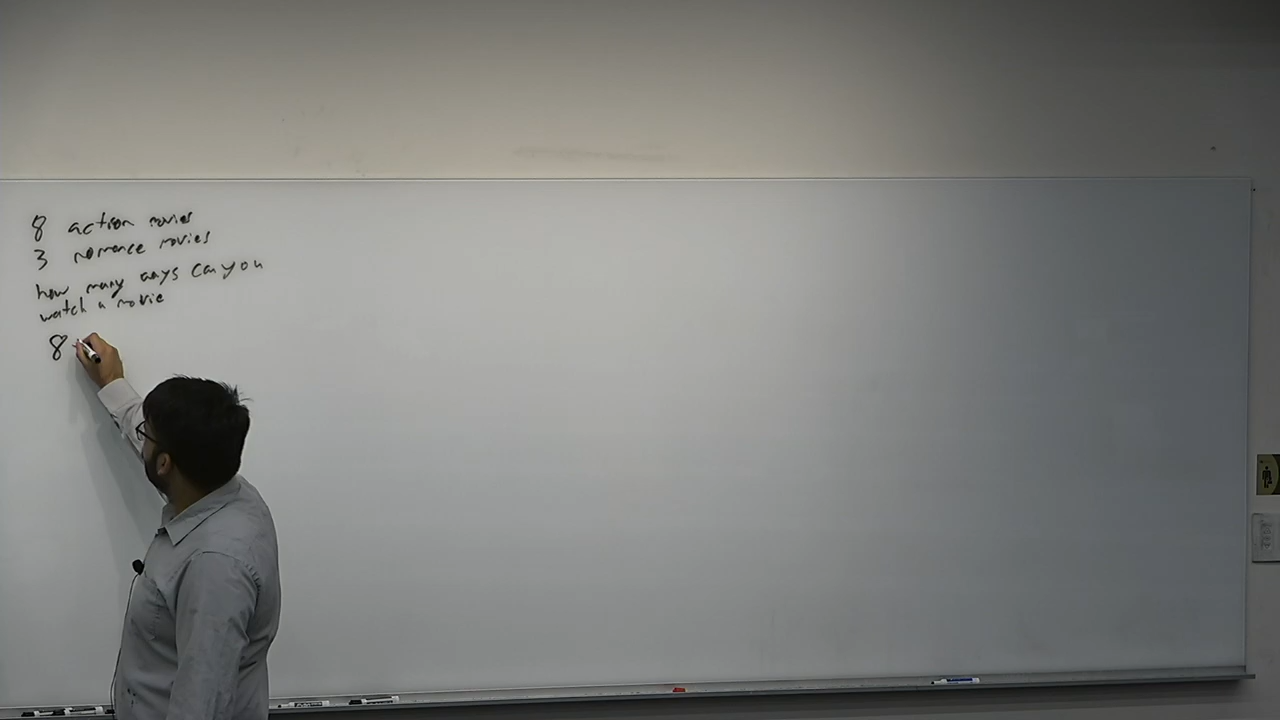 8 action movies
3 romance movies
how many ways can you
watch a movie
8